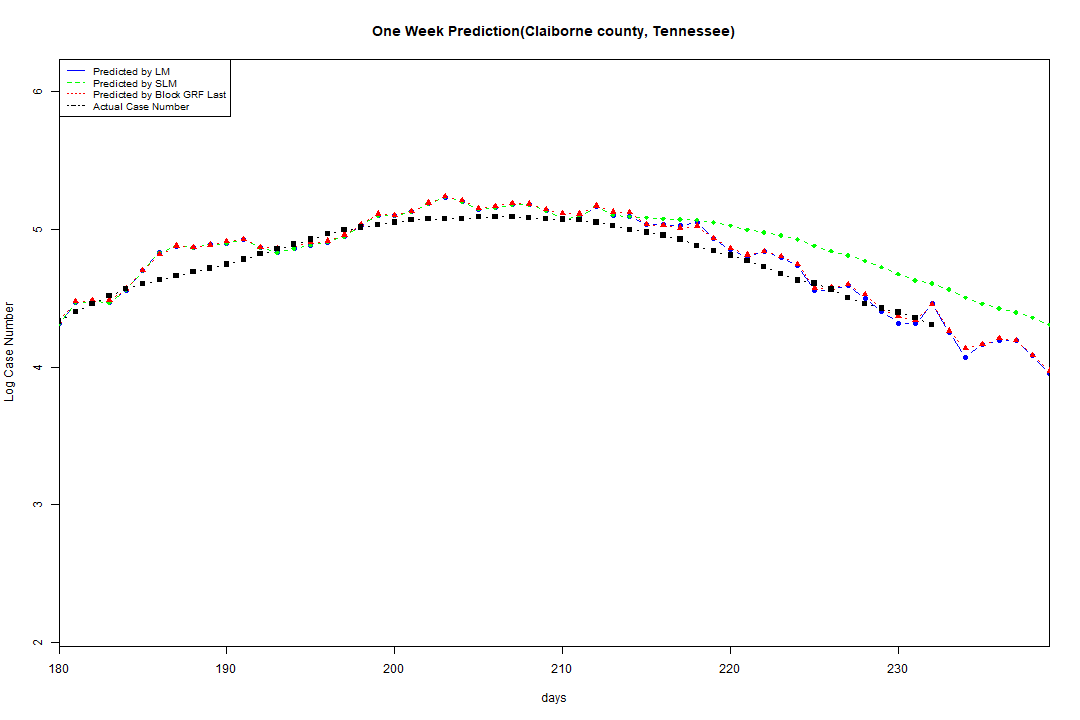 One Week Prediction(Claiborne county, Tennessee)
Predicted by LM
Predicted by SLM
Predicted by Block GRF Last
Actual Case Number
6
5
4
3
2
Log Case Number
180 190 200 210 220 230
days